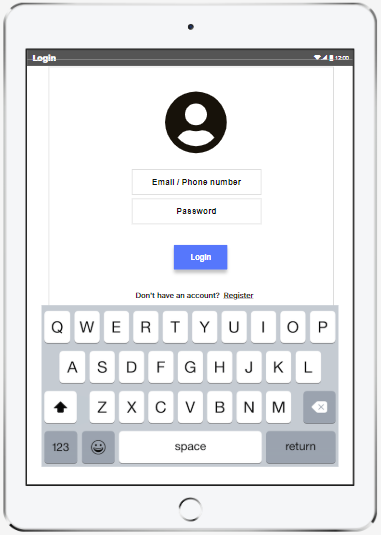 Login 12:00
Email / Phone number
Password
Login
Don't have an account? Register
Q W E R T Y U I O P
A S D F G H J K L
Z X C V B N M
123 space return